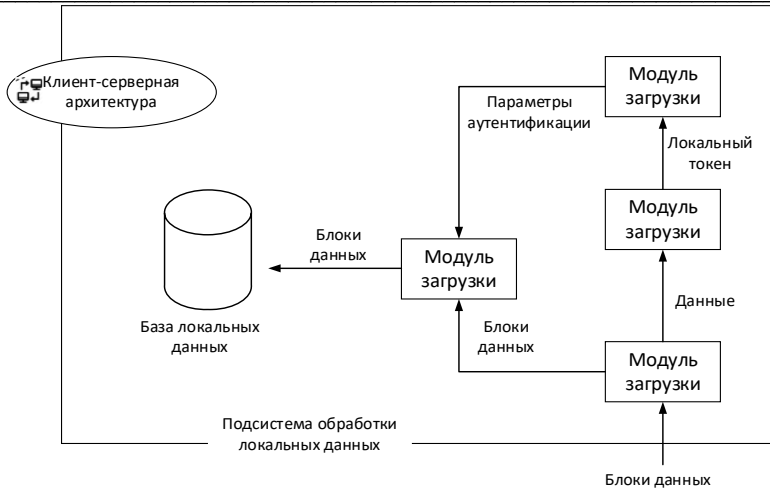 Клиент-серверная
архитектура
Модуль
загрузки
Параметры
аутентификации
Локальный
токен
Модуль
загрузки
Блоки
данных
Модуль
загрузки
Данные
База локальных
данных
Блоки
данных
Модуль
загрузки
Подсистема обработки
локальных данных
Блоки данных